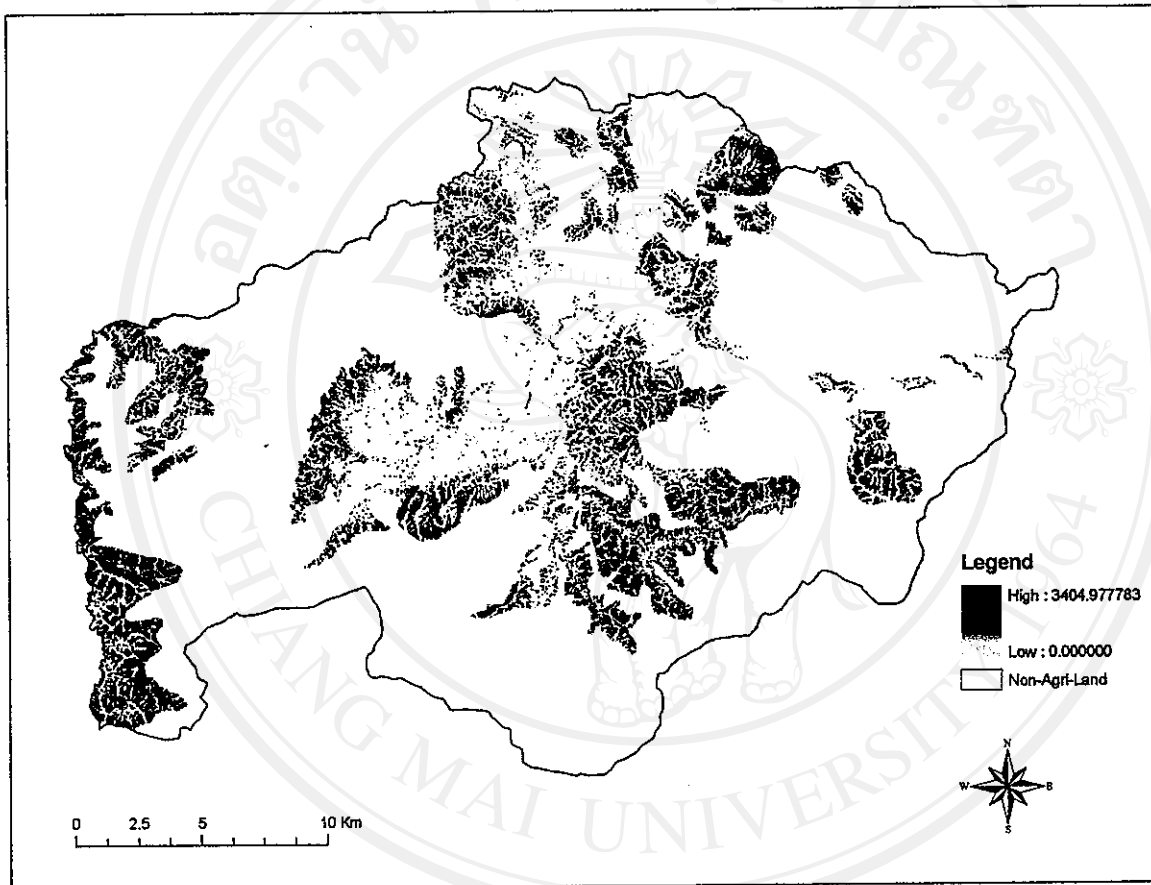 Legend
High : 3404.977783
Low : 0.000000
Non-Agri-Land
N
W E
S
0 2.5 5 10 Km
CHIANG MAI UNIVERSITY 1964